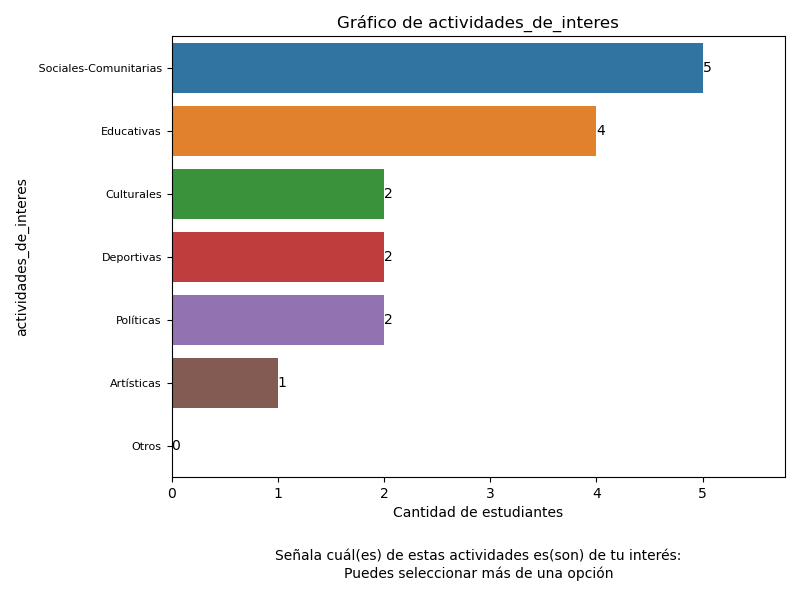 Gráfico de actividades_de_interes
actividades_de_interes
Sociales-Comunitarias
5
Educativas
4
Culturales
2
Deportivas
2
Políticas
2
Artísticas
1
Otros
0
0 1 2 3 4 5
Cantidad de estudiantes
Señala cuál(es) de estas actividades es(son) de tu interés:
Puedes seleccionar más de una opción